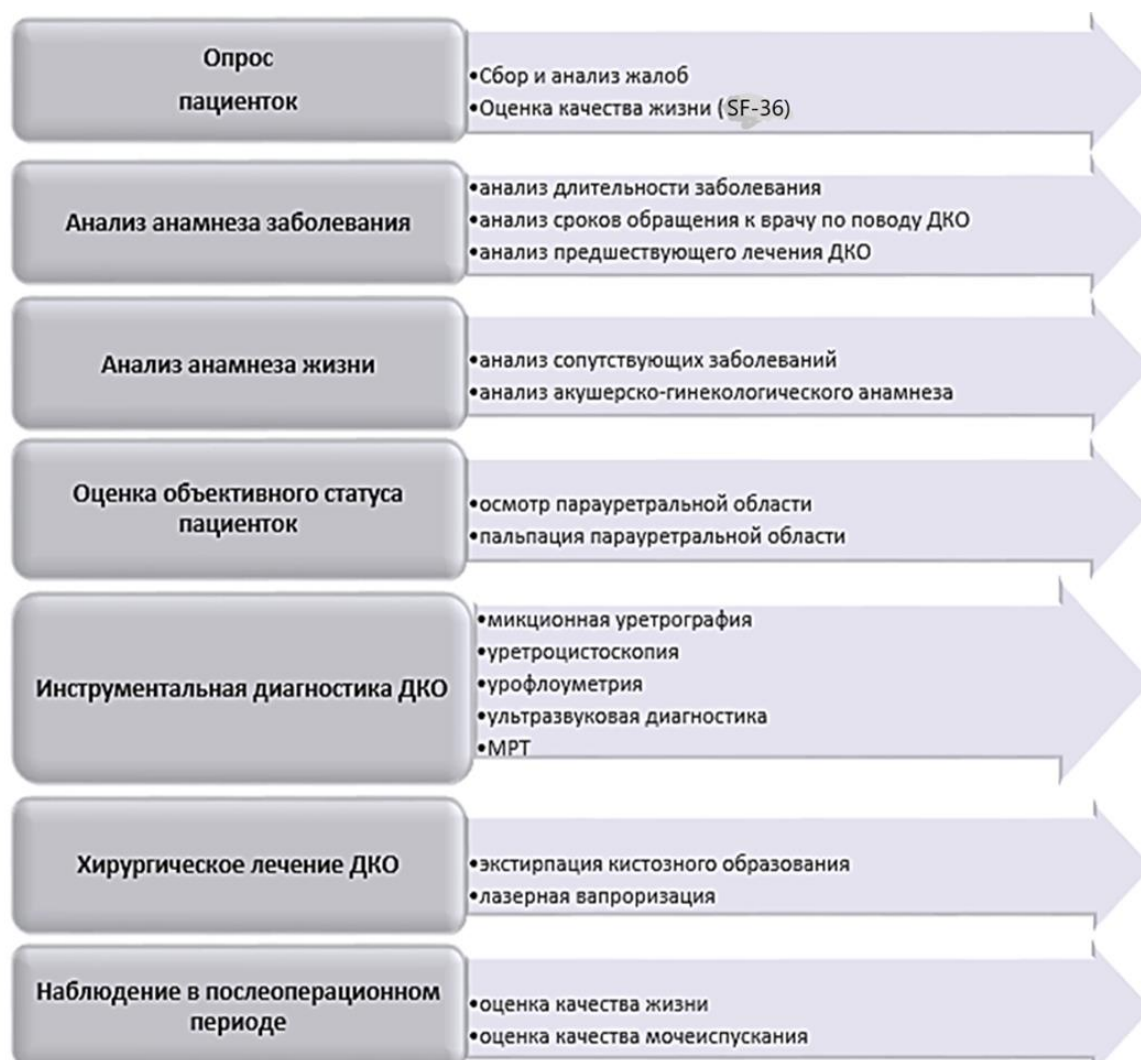 Опрос
пациенток
•Сбор и анализ жалоб
•Оценка качества жизни (SF-36)
Анализ анамнеза заболевания
•анализ длительности заболевания
•анализ сроков обращения к врачу по поводу ДКО
•анализ предшествующего лечения ДКО
Анализ анамнеза жизни
•анализ сопутствующих заболеваний
•анализ акушерско-гинекологического анамнеза
Оценка объективного статуса
пациенток
•осмотр парауретральной области
•пальпация парауретральной области
Инструментальная диагностика ДКО
•микционная уретрография
•уретроцистоскопия
•урофлоуметрия
•ультразвуковая диагностика
•МРТ
Хирургическое лечение ДКО
•экстирпация кистозного образования
•лазерная вапроризация
Наблюдение в послеоперационном
периоде
•оценка качества жизни
•оценка качества мочеиспускания